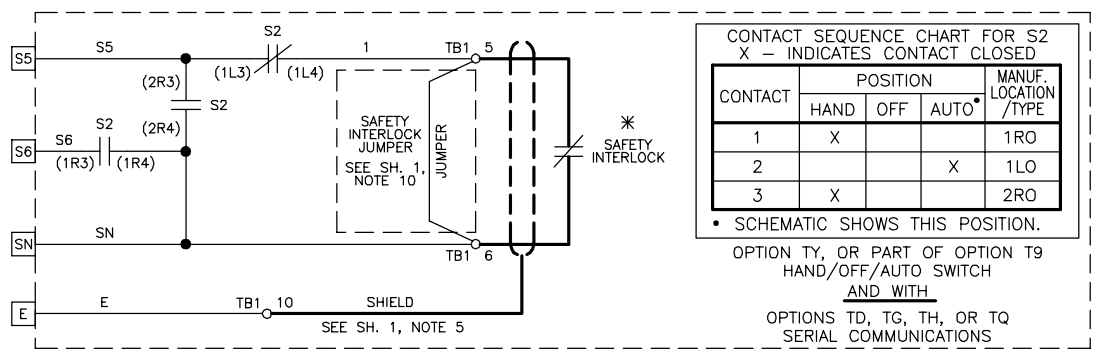 S5
S5
S2
(1L3)
(1L4)
1
TB1
5
(2R3)
S2
(2R4)
S6
S6
S2
(1R3)
(1R4)
SAFETY
INTERLOCK
JUMPER
SEE SH. 1,
NOTE 10
JUMPER
*
SAFETY
INTERLOCK
SN
SN
TB1
6
E
E
TB1
10
SHIELD
SEE SH. 1, NOTE 5
CONTACT SEQUENCE CHART FOR S2
X – INDICATES CONTACT CLOSED
CONTACT POSITION MANUF. LOCATION /TYPE
HAND OFF AUTO •
1 X 1RO
2 X 1LO
3 X 2RO
• SCHEMATIC SHOWS THIS POSITION.
OPTION TY, OR PART OF OPTION T9
HAND/OFF/AUTO SWITCH
AND WITH
OPTIONS TD, TG, TH, OR TQ
SERIAL COMMUNICATIONS